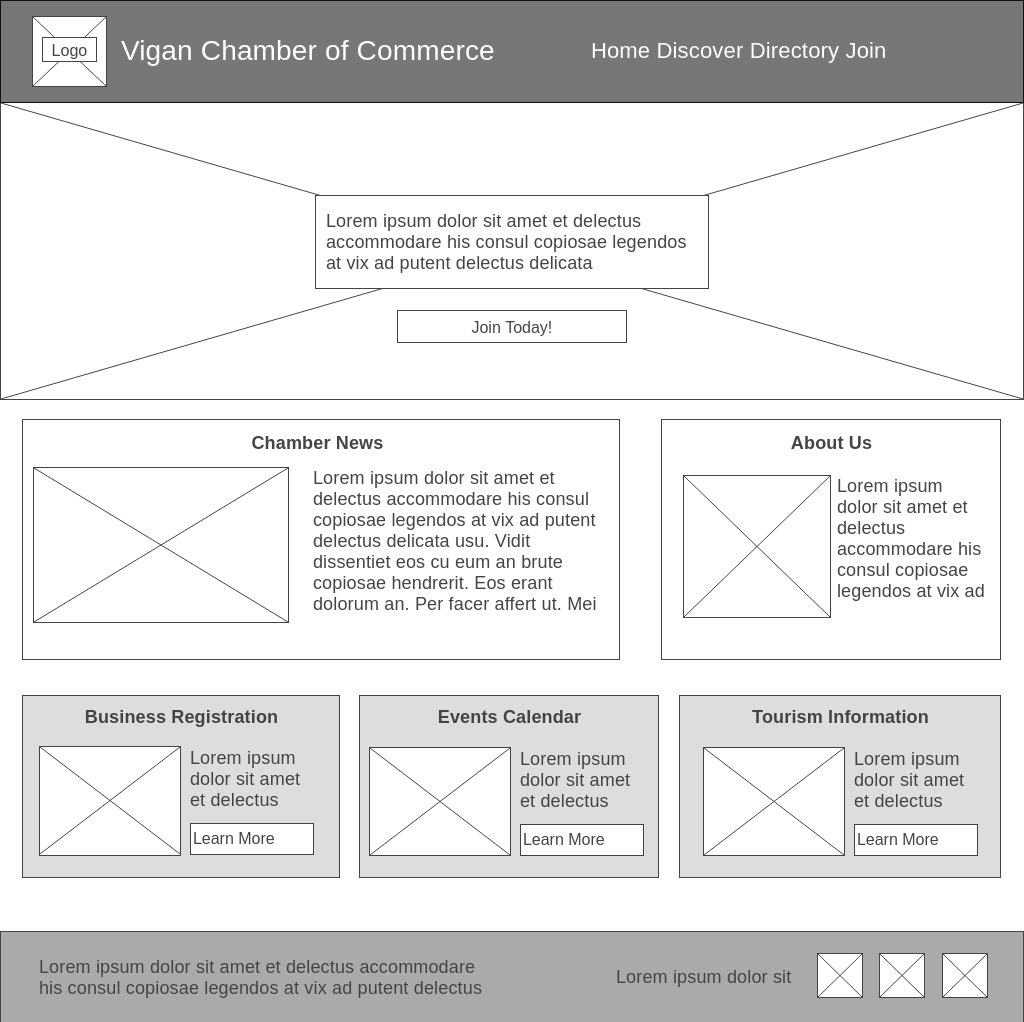 Logo
Vigan Chamber of Commerce
Home Discover Directory Join
Lorem ipsum dolor sit amet et delectus
accommodare his consul copiosae legendos
at vix ad putent delectus delicata
Join Today!
Chamber News
Lorem ipsum dolor sit amet et
delectus accommodare his consul
copiosae legendos at vix ad putent
delectus delicata usu. Vidit
dissentiet eos cu eum an brute
copiosae hendrerit. Eos erant
dolorum an. Per facer affert ut. Mei
About Us
Lorem ipsum
dolor sit amet et
delectus
accommodare his
consul copiosae
legendos at vix ad
Business Registration
Lorem ipsum
dolor sit amet
et delectus
Learn More
Events Calendar
Lorem ipsum
dolor sit amet
et delectus
Learn More
Tourism Information
Lorem ipsum
dolor sit amet
et delectus
Learn More
Lorem ipsum dolor sit amet et delectus accommodare
his consul copiosae legendos at vix ad putent delectus
Lorem ipsum dolor sit